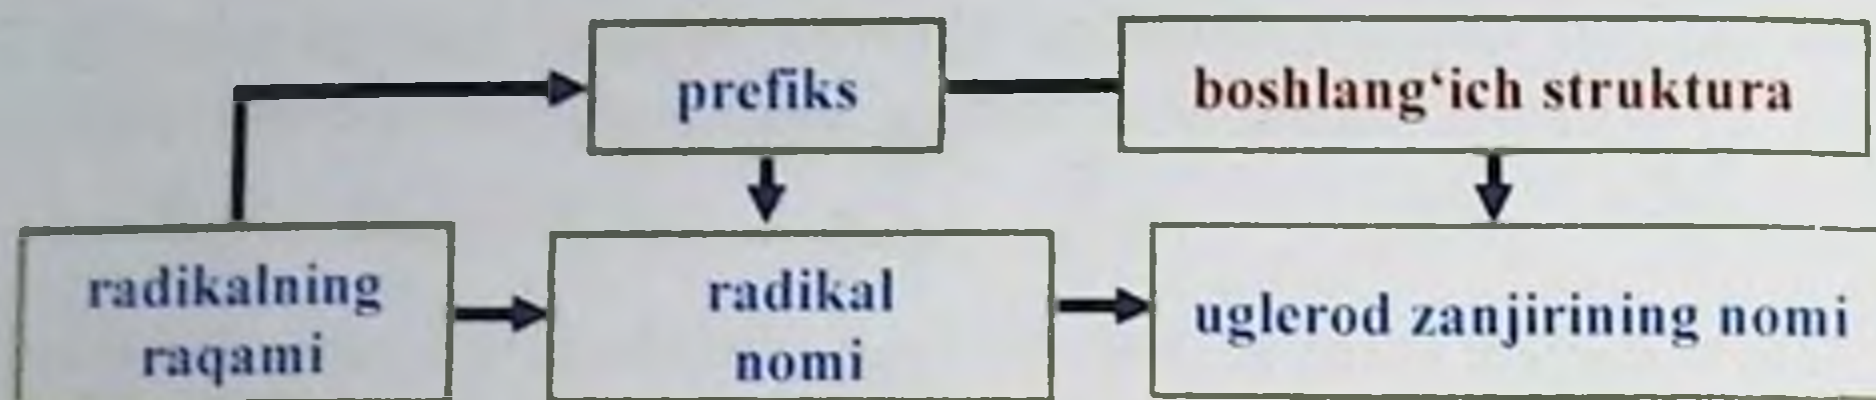 prefiks
boshlang‘ich struktura
radikalning
raqami
radikal
nomi
uglerod zanjirining nomi